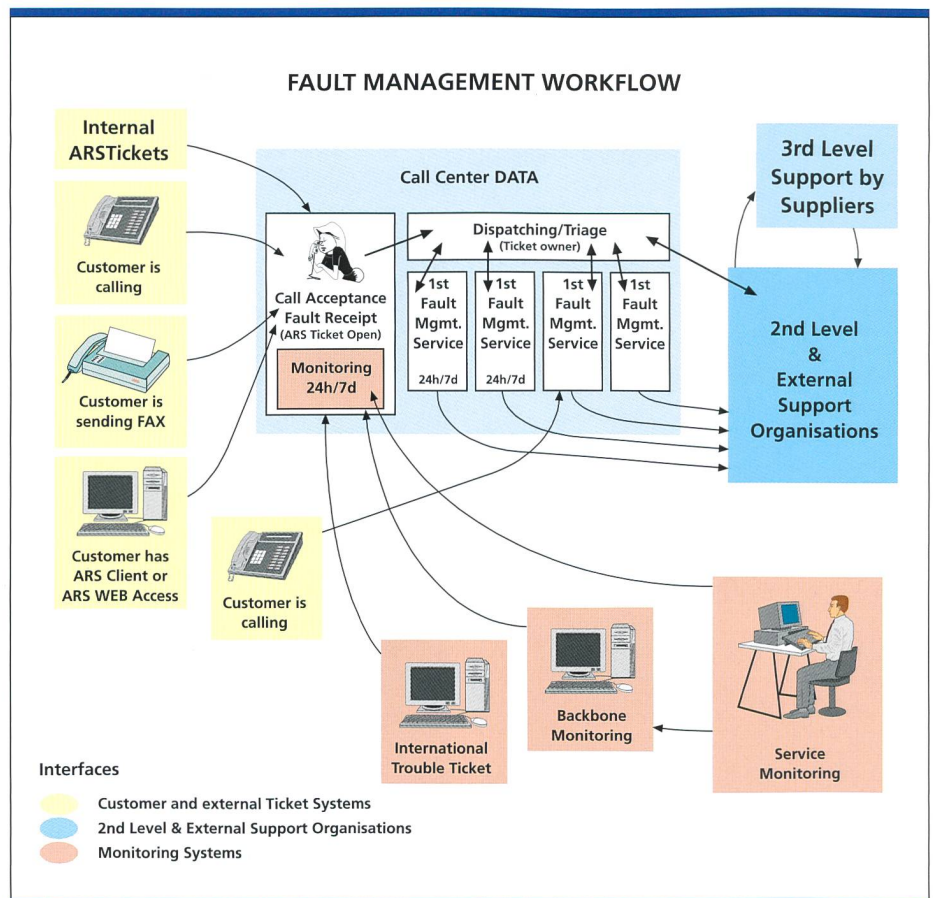 FAULT MANAGEMENT WORKFLOW
Internal
ARSTickets
Customer is
calling
Customer is
sending FAX
Customer has
ARS Client or
ARS WEB Access
Call Center DATA
Call Acceptance
Fault Receipt
(ARS Ticket Open)
Monitoring
24h/7d
Dispatching/Triage
(Ticket owner)
1st
Fault
Mgmt.
Service
24h/7d
1st
Fault
Mgmt.
Service
24h/7d
1st
Fault
Mgmt.
Service
1st
Fault
Mgmt.
Service
3rd Level
Support by
Suppliers
2nd Level
&
External
Support
Organisations
Customer is
calling
International
Trouble Ticket
Backbone
Monitoring
Service
Monitoring
Interfaces
Customer and external Ticket Systems
2nd Level & External Support Organisations
Monitoring Systems